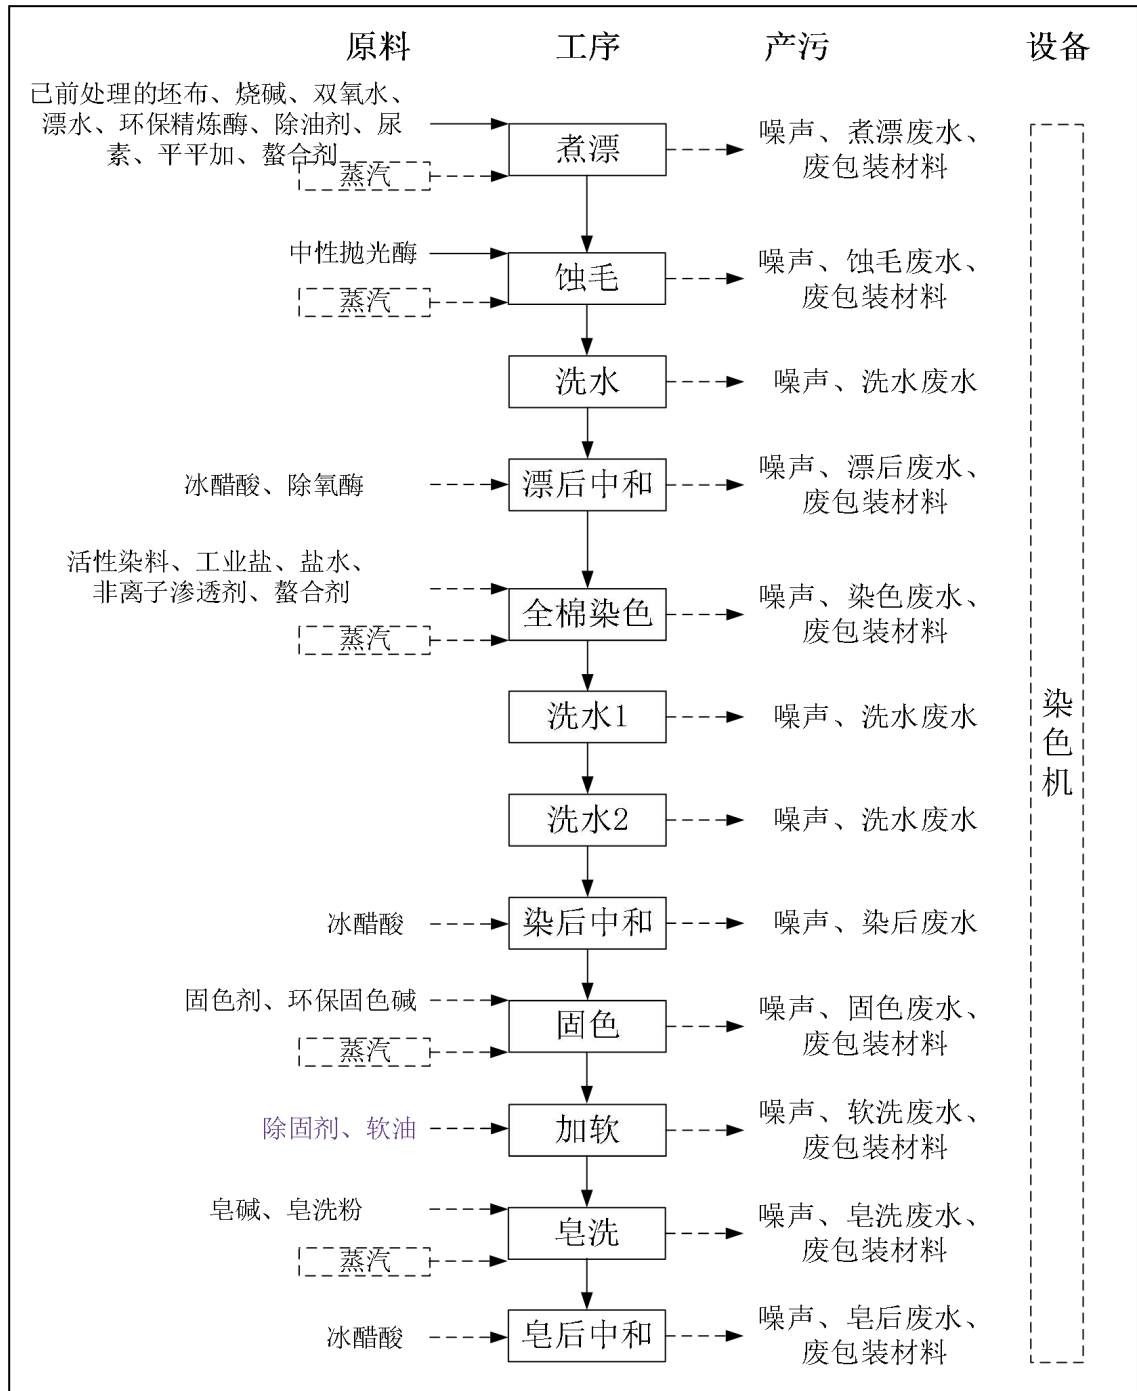 原料 工序 产污 设备
已前处理的坯布、烧碱、双氧水、
漂水、环保精炼酶、除油剂、尿
素、平平加、螯合剂
蒸汽
煮漂
噪声、煮漂废水、
废包装材料
中性抛光酶
蒸汽
蚀毛
噪声、蚀毛废水、
废包装材料
洗水
噪声、洗水废水
冰醋酸、除氧酶
漂后中和
噪声、漂后废水、
废包装材料
活性染料、工业盐、盐水、
非离子渗透剂、螯合剂
蒸汽
全棉染色
噪声、染色废水、
废包装材料
洗水1
噪声、洗水废水
洗水2
噪声、洗水废水
冰醋酸
染后中和
噪声、染后废水
固色剂、环保固色碱
蒸汽
固色
噪声、固色废水、
废包装材料
除固剂、软油
加软
噪声、软洗废水、
废包装材料
皂碱、皂洗粉
蒸汽
皂洗
噪声、皂洗废水、
废包装材料
冰醋酸
皂后中和
噪声、皂后废水、
废包装材料
染色机